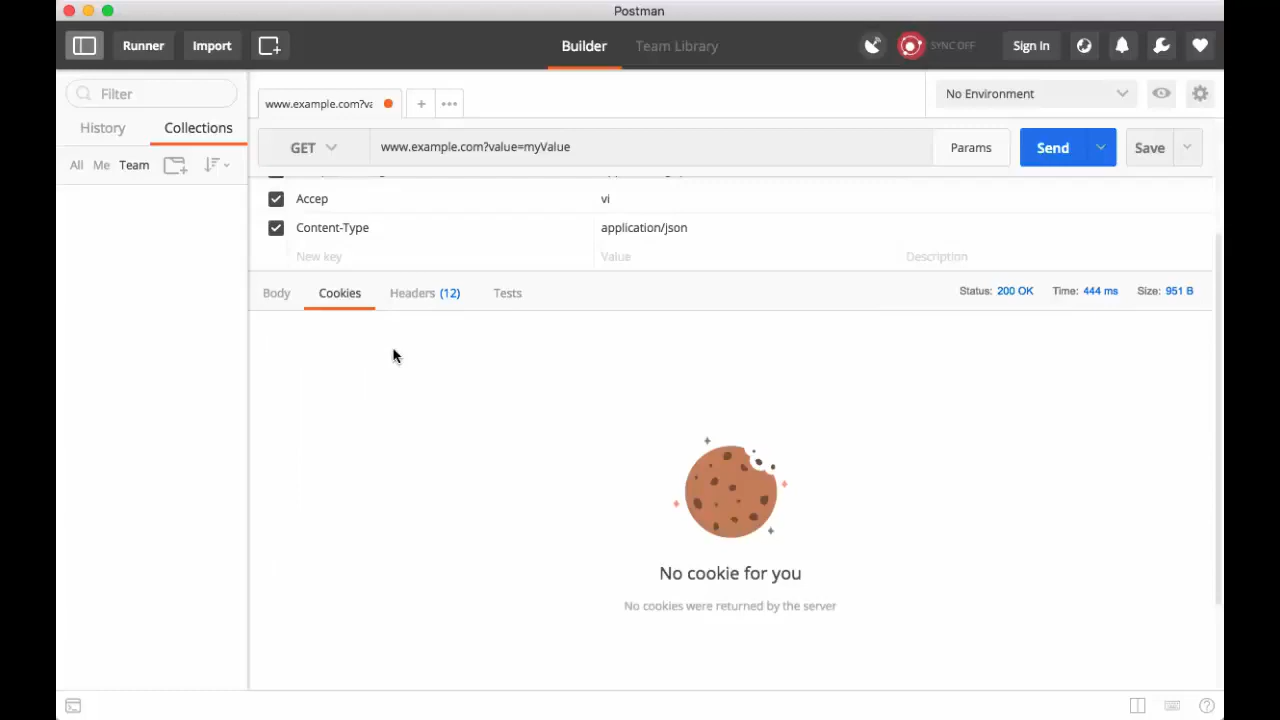 Postman
Runner Import Builder Team Library SYNC OFF Sign In
Filter
www.example.com?va
No Environment
History Collections
GET www.example.com?value=myValue Params Send Save
All Me Team
Accep vi
Content-Type application/json
New key Value Description
Body Cookies Headers (12) Tests Status: 200 OK Time: 444 ms Size: 951 B
No cookie for you
No cookies were returned by the server